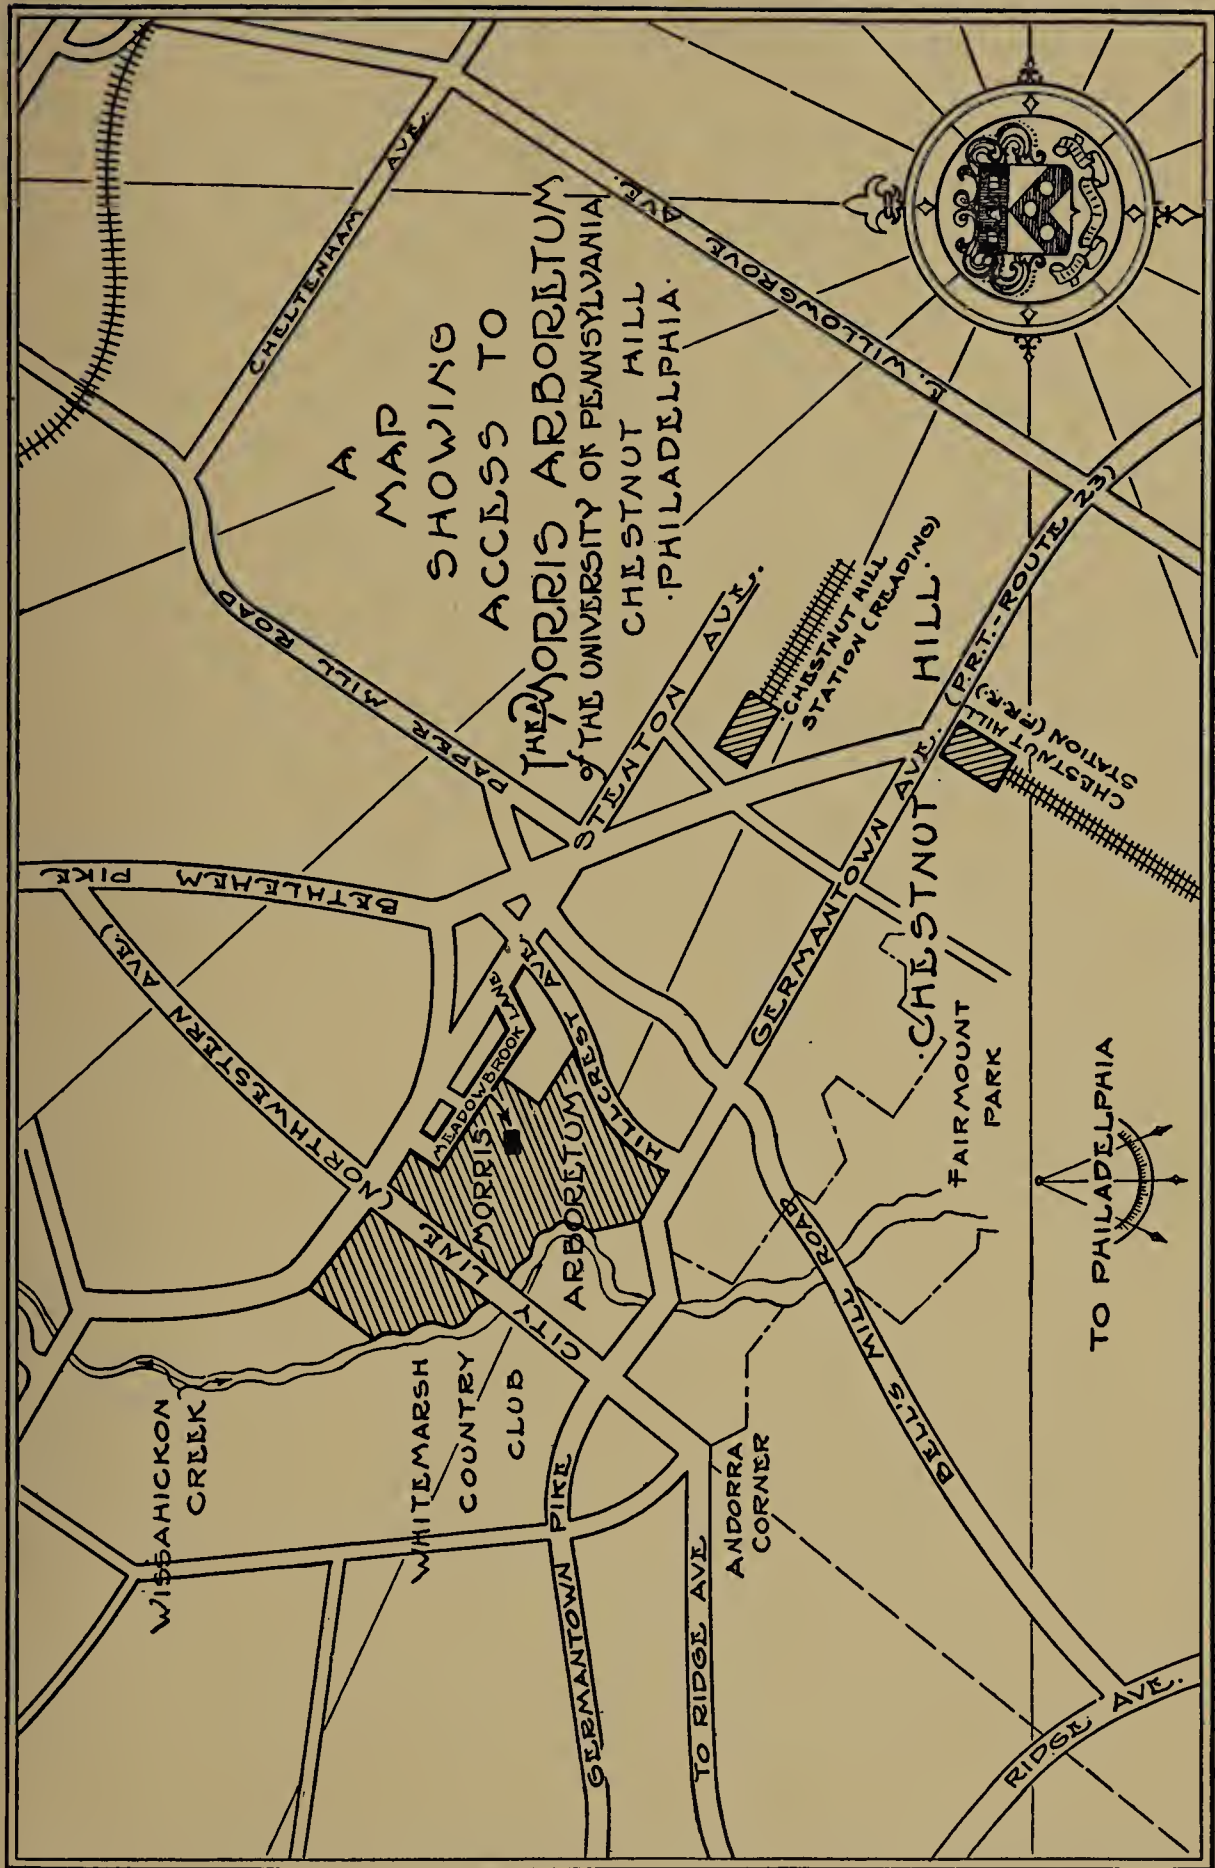 A
MAP
SHOWING
ACCESS TO
THE MORRIS ARBORETUM
of THE UNIVERSITY OF PENNSYLVANIA
CHESTNUT HILL
·PHILADELPHIA·
CHELTENHAM AVE.
E. WILLOWGROVE AVE.
PAPER MILL ROAD
STENTON AVE.
BETHLEHEM PIKE
(NORTHWESTERN AVE.)
CITY LINE
MEADOWBROOK LANE
HILLCREST AVE
MORRIS
ARBORETUM
WISSAHICKON
CREEK
WHITEMARSH
COUNTRY
CLUB
GERMANTOWN PIKE
TO RIDGE AVE
ANDORRA
CORNER
BELL'S MILL ROAD
RIDGE AVE.
GERMANTOWN AVE. (P.R.T.-ROUTE 23)
·CHESTNUT HILL·
·CHESTNUT HILL
STATION (READING)
CHESTNUT HILL
STATION (P.R.R.)
FAIRMOUNT
PARK
TO PHILADELPHIA